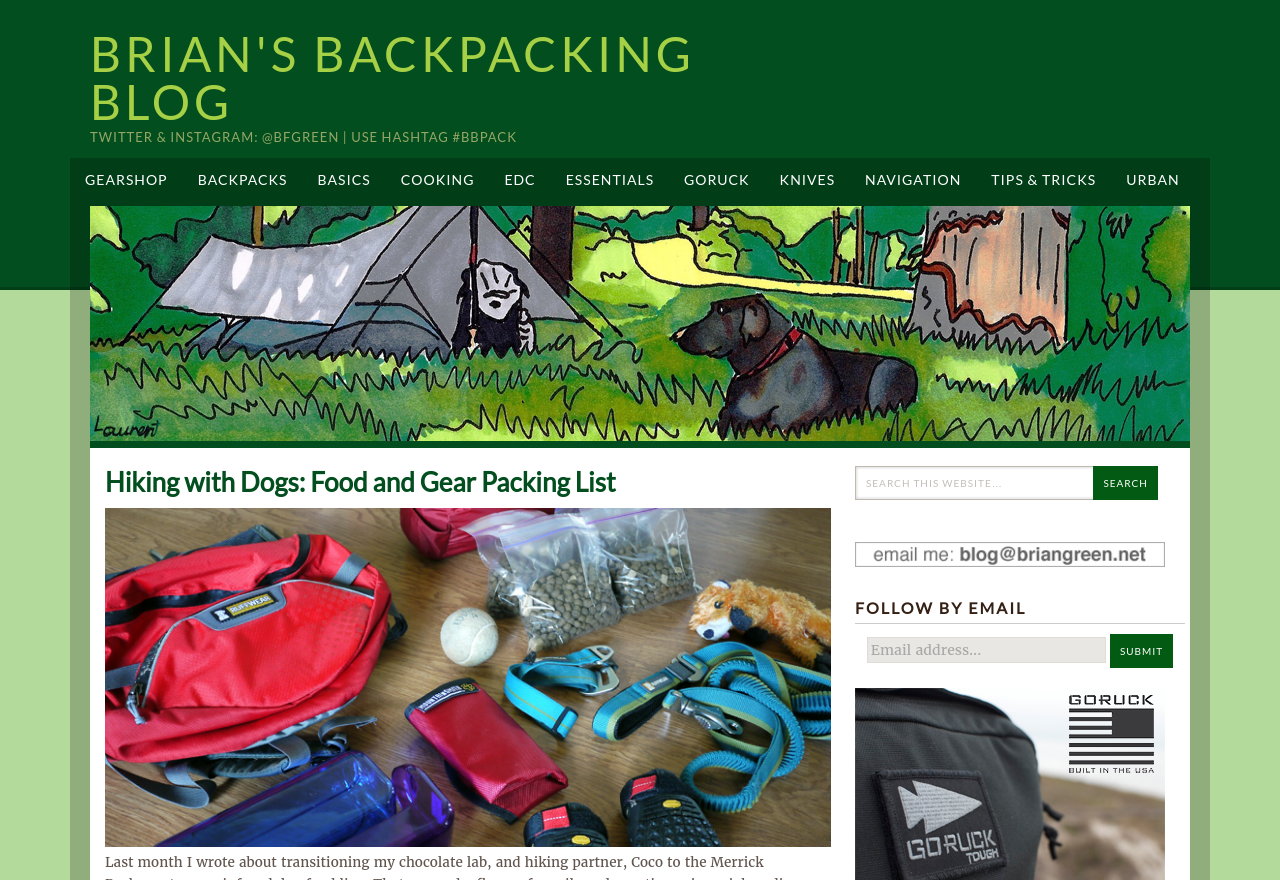 BRIAN'S BACKPACKING
BLOG
TWITTER & INSTAGRAM: @BFGREEN | USE HASHTAG #BBPACK
GEARSHOP BACKPACKS BASICS COOKING EDC ESSENTIALS GORUCK KNIVES NAVIGATION TIPS & TRICKS URBAN
Laurent
Hiking with Dogs: Food and Gear Packing List
RUFFWEAR
Last month I wrote about transitioning my chocolate lab, and hiking partner, Coco to the Merrick
SEARCH THIS WEBSITE...
SEARCH
email me: blog@briangreen.net
FOLLOW BY EMAIL
Email address...
SUBMIT
GORUCK
BUILT IN THE USA
GORUCK
TOUGH